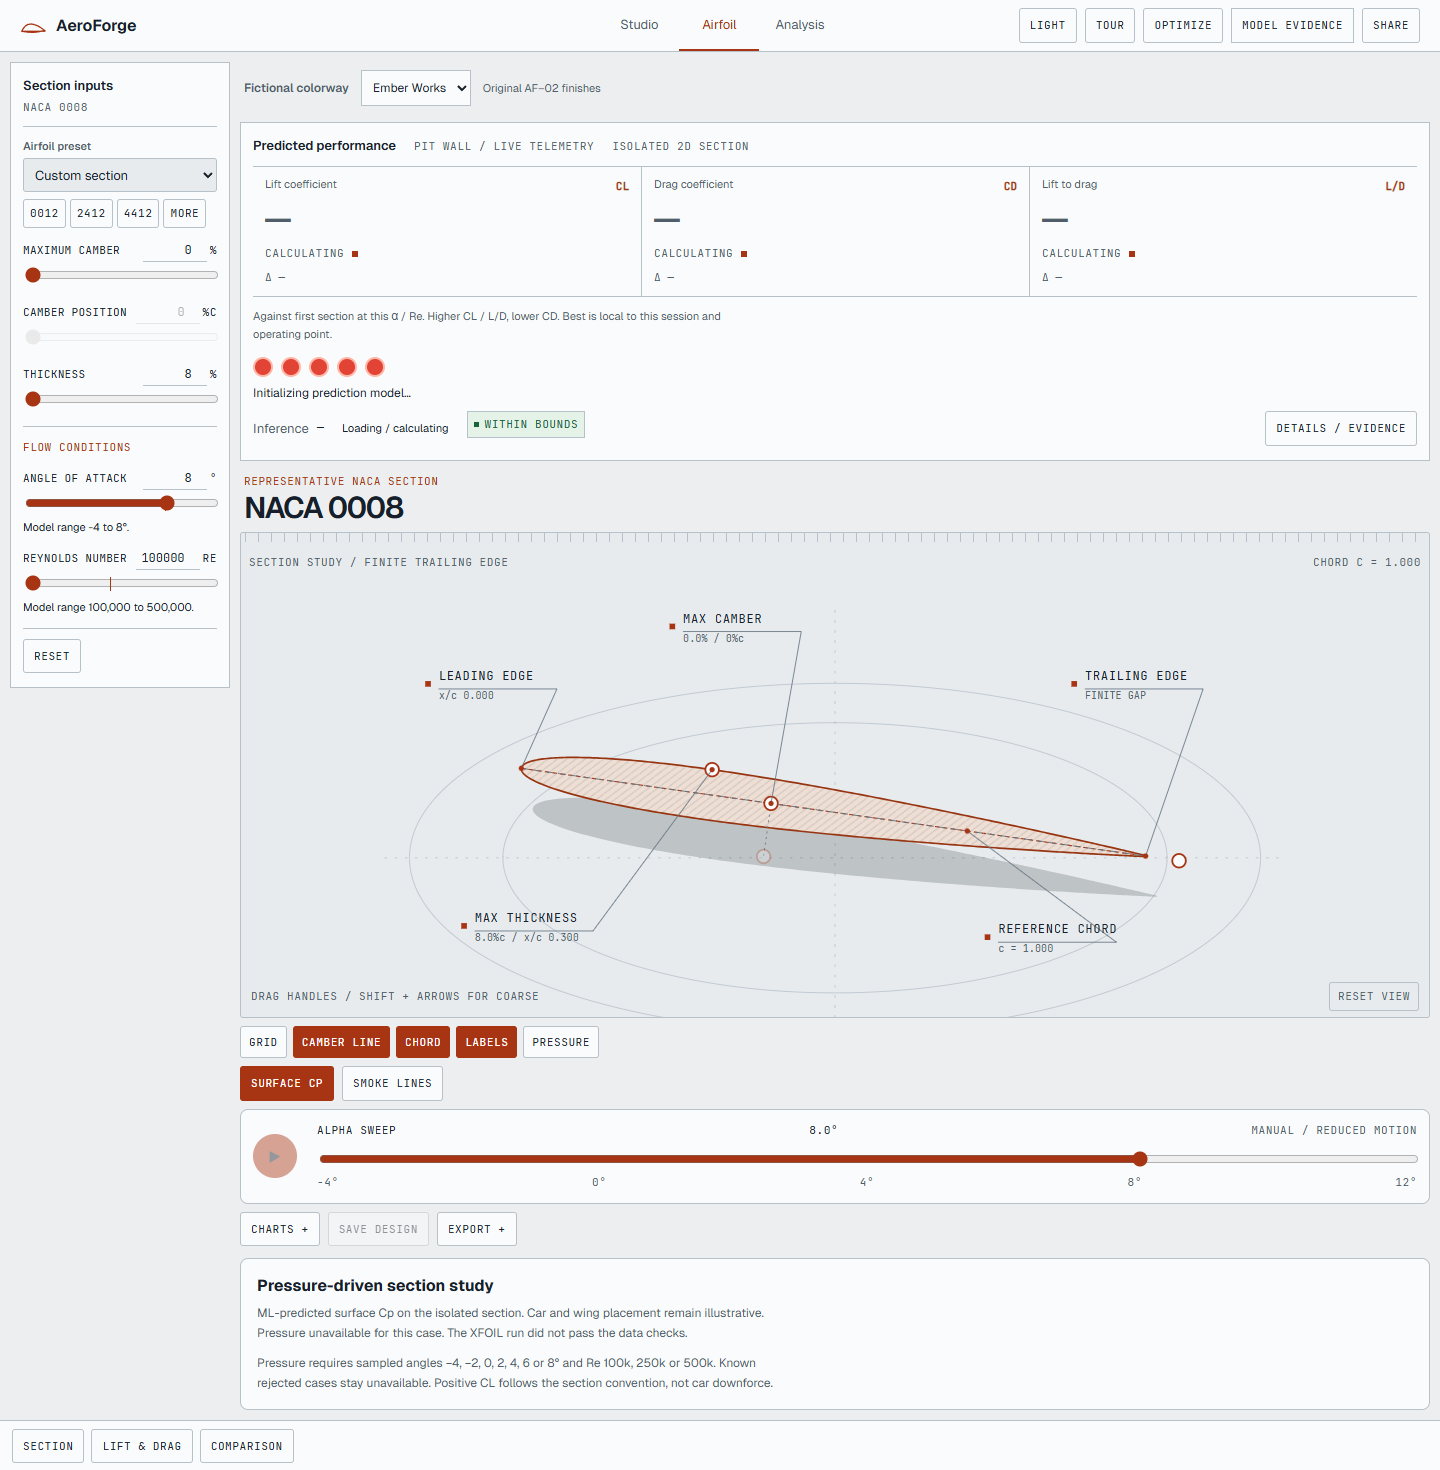 AeroForge
Studio
Airfoil
Analysis
LIGHT
TOUR
OPTIMIZE
MODEL EVIDENCE
SHARE
Section inputs
NACA 0008
Airfoil preset
Custom section
0012
2412
4412
MORE
MAXIMUM CAMBER 0 %
CAMBER POSITION 0 %C
THICKNESS 8 %
FLOW CONDITIONS
ANGLE OF ATTACK 8 °
Model range -4 to 8°.
REYNOLDS NUMBER 100000 RE
Model range 100,000 to 500,000.
RESET
Fictional colorway
Ember Works
Original AF-02 finishes
Predicted performance PIT WALL / LIVE TELEMETRY ISOLATED 2D SECTION
Lift coefficient CL
—
CALCULATING
Δ —
Drag coefficient CD
—
CALCULATING
Δ —
Lift to drag L/D
—
CALCULATING
Δ —
Against first section at this α / Re. Higher CL / L/D, lower CD. Best is local to this session and
operating point.
Initializing prediction model…
Inference — Loading / calculating WITHIN BOUNDS
DETAILS / EVIDENCE
REPRESENTATIVE NACA SECTION
NACA 0008
SECTION STUDY / FINITE TRAILING EDGE
CHORD C = 1.000
MAX CAMBER
0.0% / 0%c
LEADING EDGE
x/c 0.000
TRAILING EDGE
FINITE GAP
MAX THICKNESS
8.0%c / x/c 0.300
REFERENCE CHORD
c = 1.000
DRAG HANDLES / SHIFT + ARROWS FOR COARSE
RESET VIEW
GRID
CAMBER LINE
CHORD
LABELS
PRESSURE
SURFACE CP
SMOKE LINES
ALPHA SWEEP
8.0°
MANUAL / REDUCED MOTION
-4°
0°
4°
8°
12°
CHARTS +
SAVE DESIGN
EXPORT +
Pressure-driven section study
ML-predicted surface Cp on the isolated section. Car and wing placement remain illustrative.
Pressure unavailable for this case. The XFOIL run did not pass the data checks.
Pressure requires sampled angles −4, −2, 0, 2, 4, 6 or 8° and Re 100k, 250k or 500k. Known
rejected cases stay unavailable. Positive CL follows the section convention, not car downforce.
SECTION
LIFT & DRAG
COMPARISON